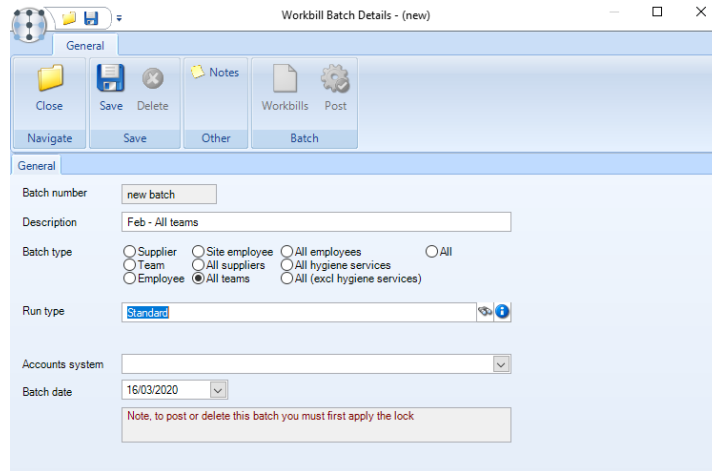 Workbill Batch Details - (new)
General
Close Save Delete Notes Workbills Post
Navigate Save Other Batch
General
Batch number new batch
Description Feb - All teams
Batch type Supplier Site employee All employees All
Team All suppliers All hygiene services
Employee All teams All (excl hygiene services)
Run type Standard
Accounts system
Batch date 16/03/2020
Note, to post or delete this batch you must first apply the lock